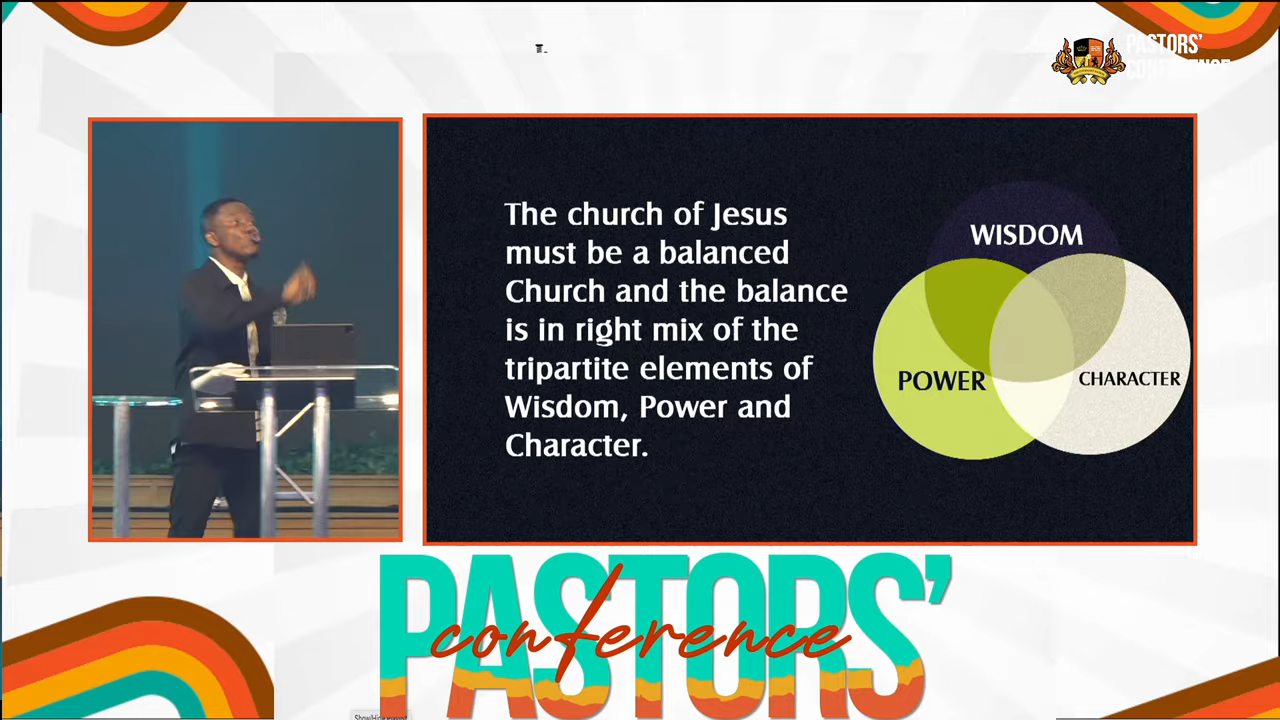 PASTORS'
CONFERENCE
The church of Jesus
must be a balanced
Church and the balance
is in right mix of the
tripartite elements of
Wisdom, Power and
Character.
WISDOM
POWER
CHARACTER
PASTORS'
conference